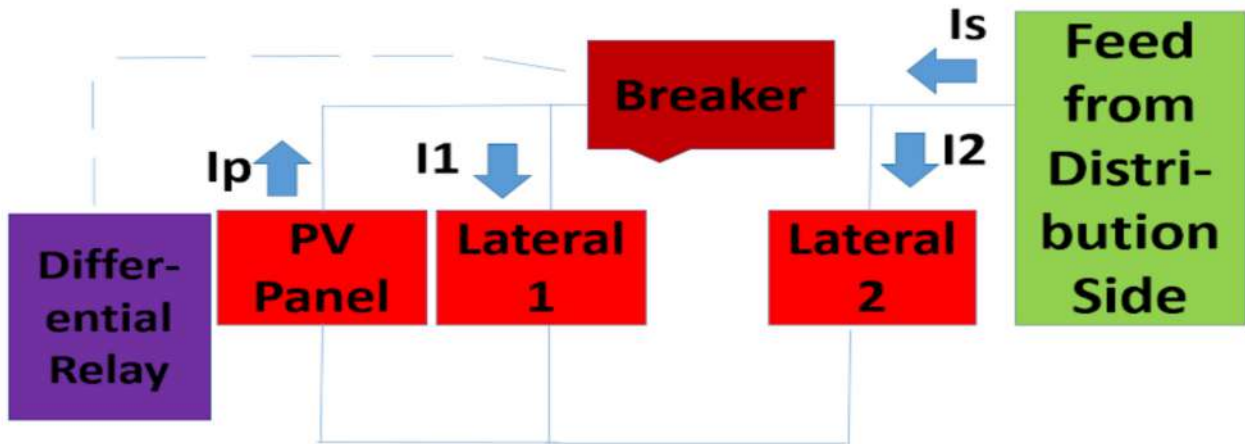 Is
Feed
from
Distri-
bution
Side
Breaker
Ip
I1
I2
Differ-
ential
Relay
PV
Panel
Lateral
1
Lateral
2